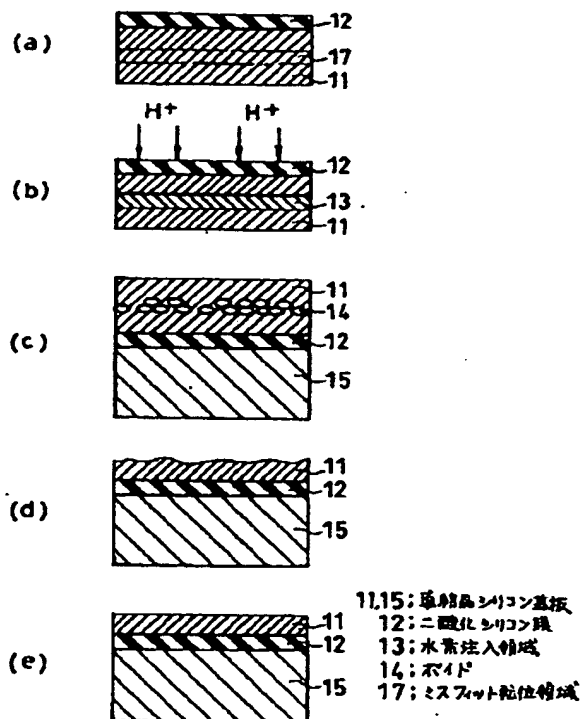 (a)
12
17
11
H+ H+
(b)
12
13
11
(c)
11
14
12
15
(d)
11
12
15
(e)
11
12
15
11,15; 単結晶シリコン基板
12; 二酸化シリコン膜
13; 水素注入領域
14; ボイド
17; ミスフィット転位領域